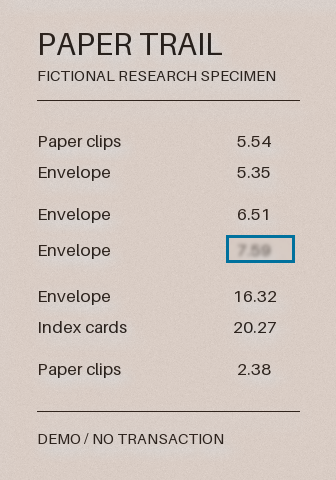 PAPER TRAIL
FICTIONAL RESEARCH SPECIMEN
Paper clips 5.54
Envelope 5.35
Envelope 6.51
Envelope
Envelope 16.32
Index cards 20.27
Paper clips 2.38
DEMO / NO TRANSACTION